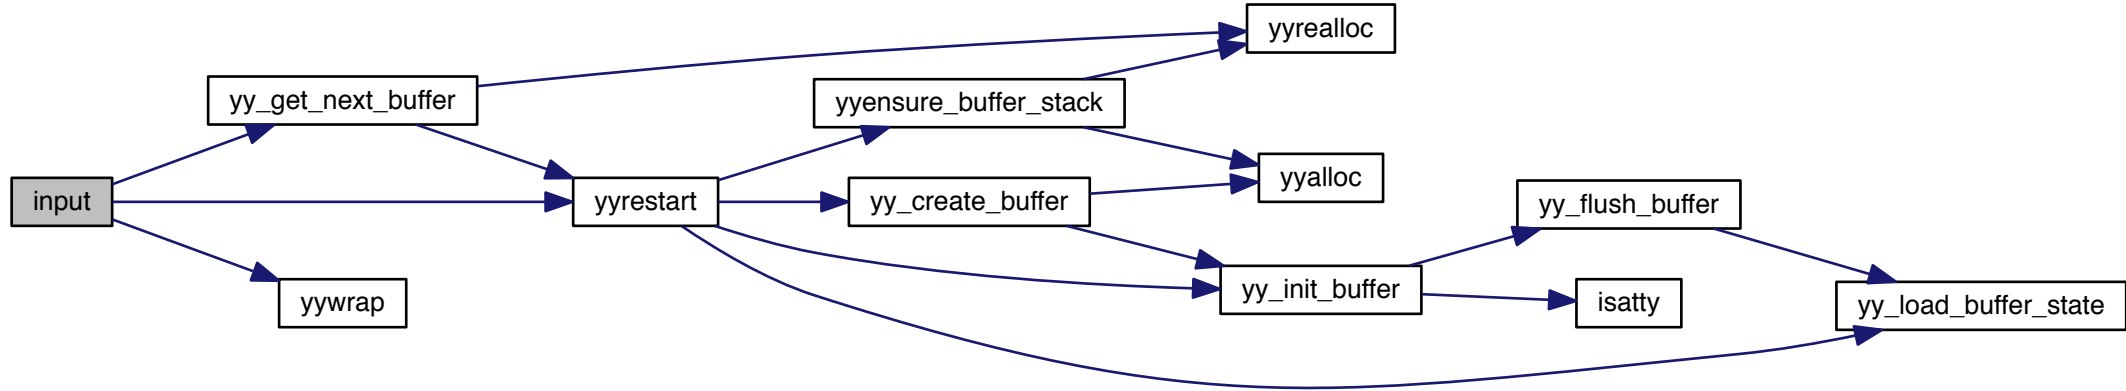 input
yy_get_next_buffer
yywrap
yyrestart
yyrealloc
yyensure_buffer_stack
yyalloc
yy_create_buffer
yy_init_buffer
yy_flush_buffer
isatty
yy_load_buffer_state